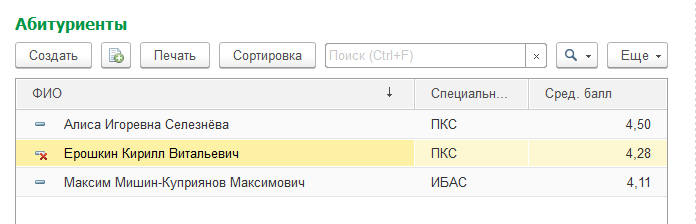 Абитуриенты
Создать Печать Сортировка Поиск (Ctrl+F) × Еще
ФИО ↓ Специальн... Сред. балл
Алиса Игоревна Селезнёва ПКС 4,50
Ерошкин Кирилл Витальевич ПКС 4,28
Максим Мишин-Куприянов Максимович ИБАС 4,11